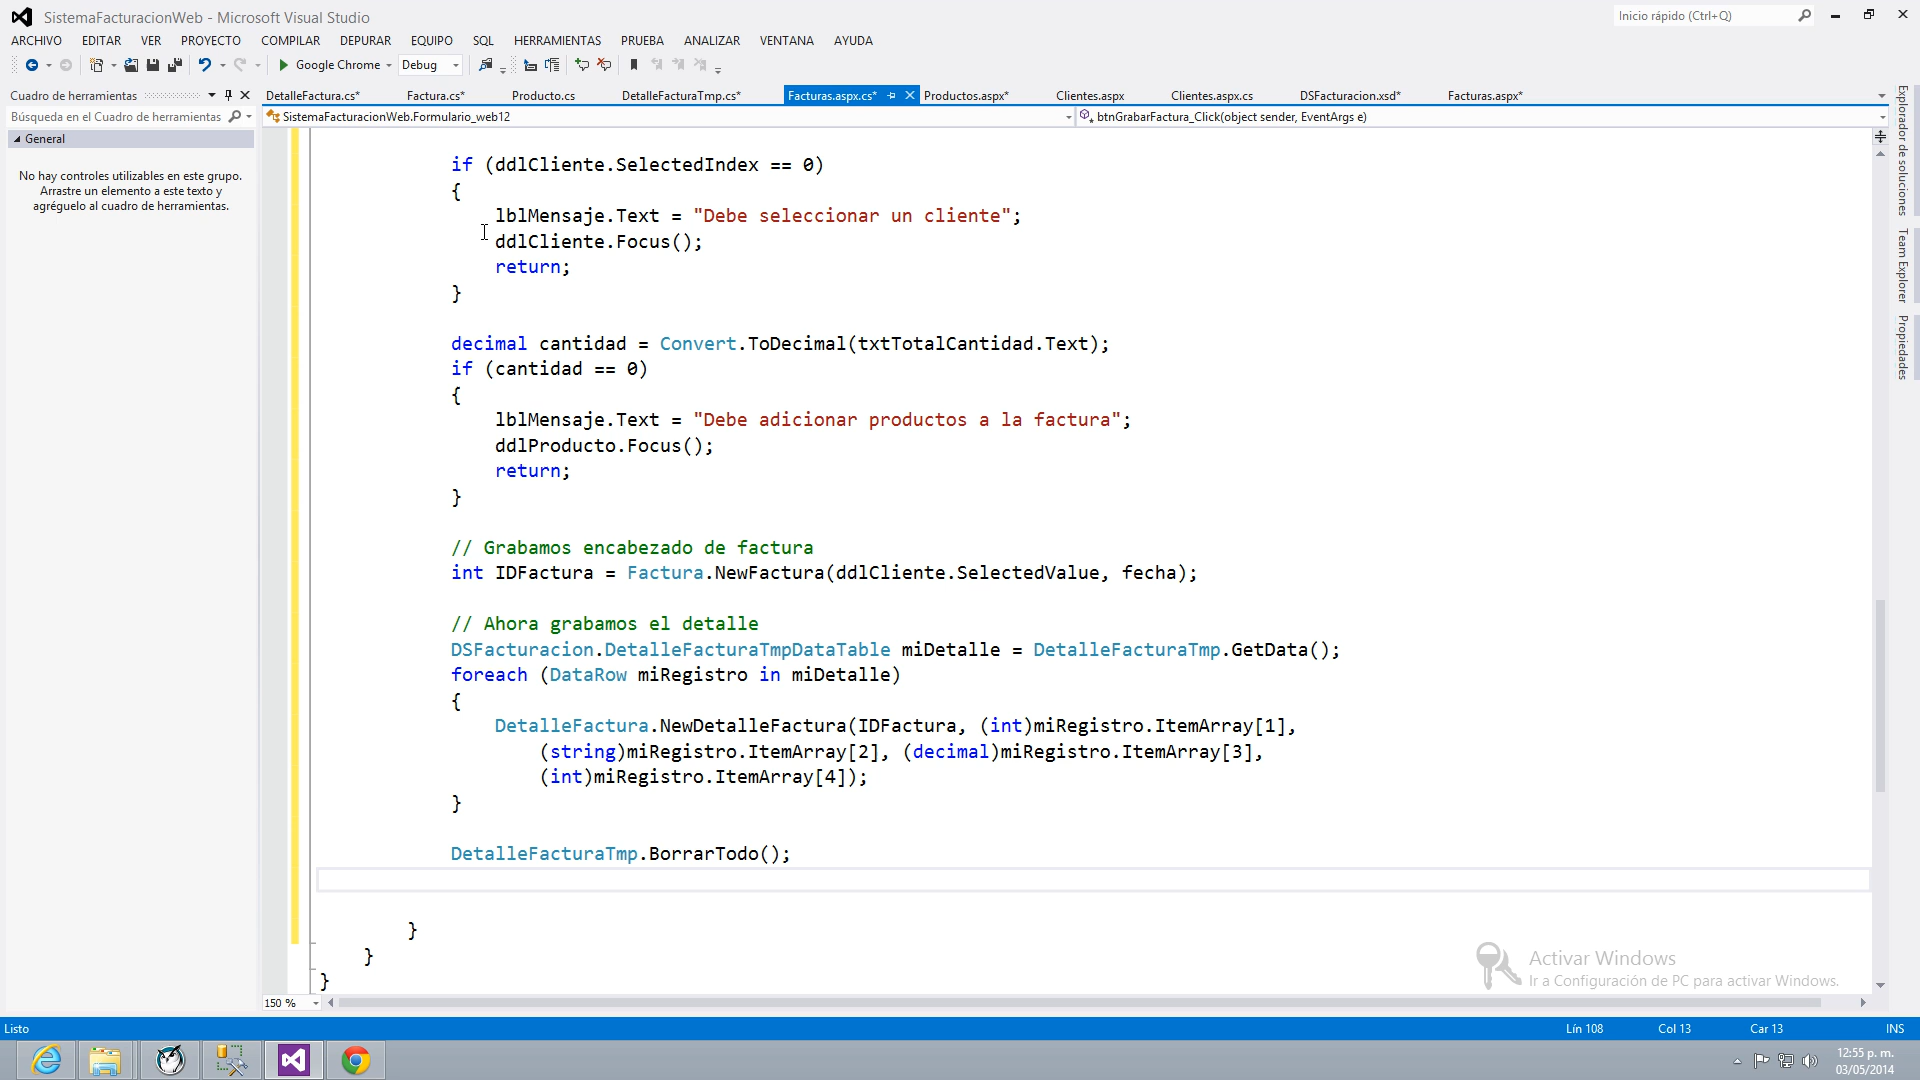 SistemaFacturacionWeb - Microsoft Visual Studio
Inicio rápido (Ctrl+Q)
ARCHIVO EDITAR VER PROYECTO COMPILAR DEPURAR EQUIPO SQL HERRAMIENTAS PRUEBA ANALIZAR VENTANA AYUDA
Google Chrome Debug
Cuadro de herramientas
DetalleFactura.cs* Factura.cs* Producto.cs DetalleFacturaTmp.cs* Facturas.aspx.cs* Productos.aspx* Clientes.aspx Clientes.aspx.cs DSFacturacion.xsd* Facturas.aspx*
Búsqueda en el Cuadro de herramientas
SistemaFacturacionWeb.Formulario_web12
btnGrabarFactura_Click(object sender, EventArgs e)
General
No hay controles utilizables en este grupo.
Arrastre un elemento a este texto y
agréguelo al cuadro de herramientas.
if (ddlCliente.SelectedIndex == 0)
{
lblMensaje.Text = "Debe seleccionar un cliente";
ddlCliente.Focus();
return;
}
decimal cantidad = Convert.ToDecimal(txtTotalCantidad.Text);
if (cantidad == 0)
{
lblMensaje.Text = "Debe adicionar productos a la factura";
ddlProducto.Focus();
return;
}
// Grabamos encabezado de factura
int IDFactura = Factura.NewFactura(ddlCliente.SelectedValue, fecha);
// Ahora grabamos el detalle
DSFacturacion.DetalleFacturaTmpDataTable miDetalle = DetalleFacturaTmp.GetData();
foreach (DataRow miRegistro in miDetalle)
{
DetalleFactura.NewDetalleFactura(IDFactura, (int)miRegistro.ItemArray[1],
(string)miRegistro.ItemArray[2], (decimal)miRegistro.ItemArray[3],
(int)miRegistro.ItemArray[4]);
}
DetalleFacturaTmp.BorrarTodo();
}
}
}
Explorador de soluciones
Team Explorer
Propiedades
Activar Windows
Ir a Configuración de PC para activar Windows.
150 %
Listo
Lín 108 Col 13 Car 13 INS
12:55 p. m.
03/05/2014